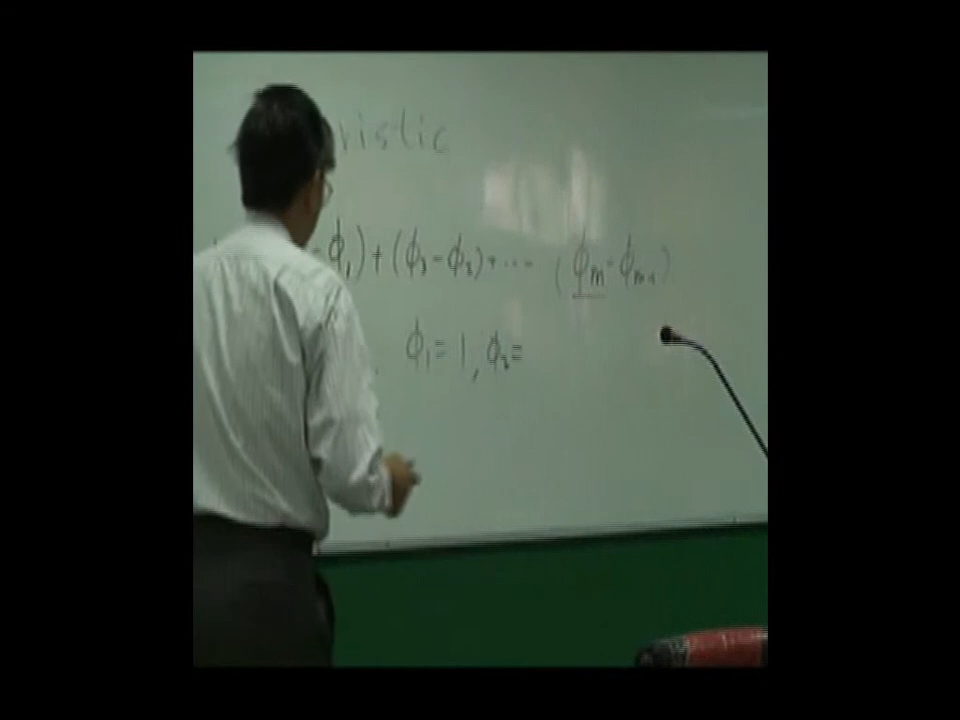 ristic
- ϕ₁) + (ϕ₃ - ϕ₂) + ··· (ϕₘ - ϕₘ₋₁)
ϕ₁ = 1, ϕ₂ =